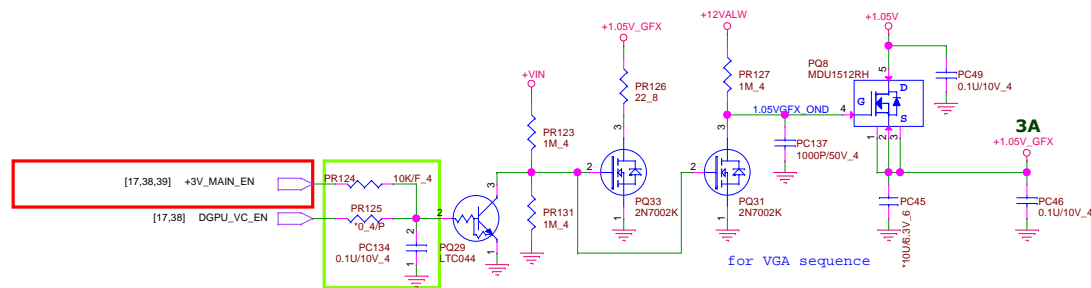 +1.05V_GFX
+12VALW
+1.05V
+VIN
PR126
22_8
PR127
1M_4
PQ8
MDU1512RH
5
D
G
S
4
1
2
3
PC49
0.1U/10V_4
1.05VGFX_OND
3A
+1.05V_GFX
PR123
1M_4
3
3
PC137
1000P/50V_4
[17,38,39] +3V_MAIN_EN
PR124
10K/F_4
2
2
3
1
PQ33
2N7002K
1
PQ31
2N7002K
PC45
*10U/6.3V_6
PC46
0.1U/10V_4
[17,38] DGPU_VC_EN
PR125
*0_4/P
2
PR131
1M_4
PC134
0.1U/10V_4
2
1
PQ29
LTC044
1
for VGA sequence